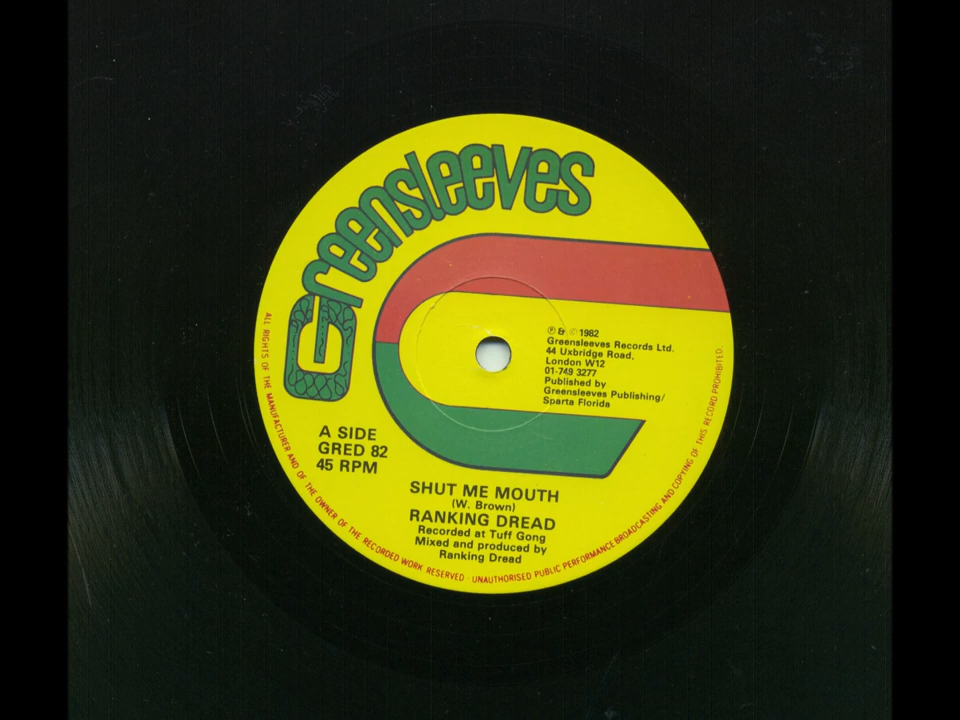 Greensleeves
℗ & © 1982
Greensleeves Records Ltd.
44 Uxbridge Road,
London W12
01-749 3277
Published by
Greensleeves Publishing/
Sparta Florida
A SIDE
GRED 82
45 RPM
SHUT ME MOUTH
(W. Brown)
RANKING DREAD
Recorded at Tuff Gong
Mixed and produced by
Ranking Dread
ALL RIGHTS OF THE MANUFACTURER AND OF THE OWNER OF THE RECORDED WORK RESERVED · UNAUTHORISED PUBLIC PERFORMANCE BROADCASTING AND COPYING OF THIS RECORD PROHIBITED.